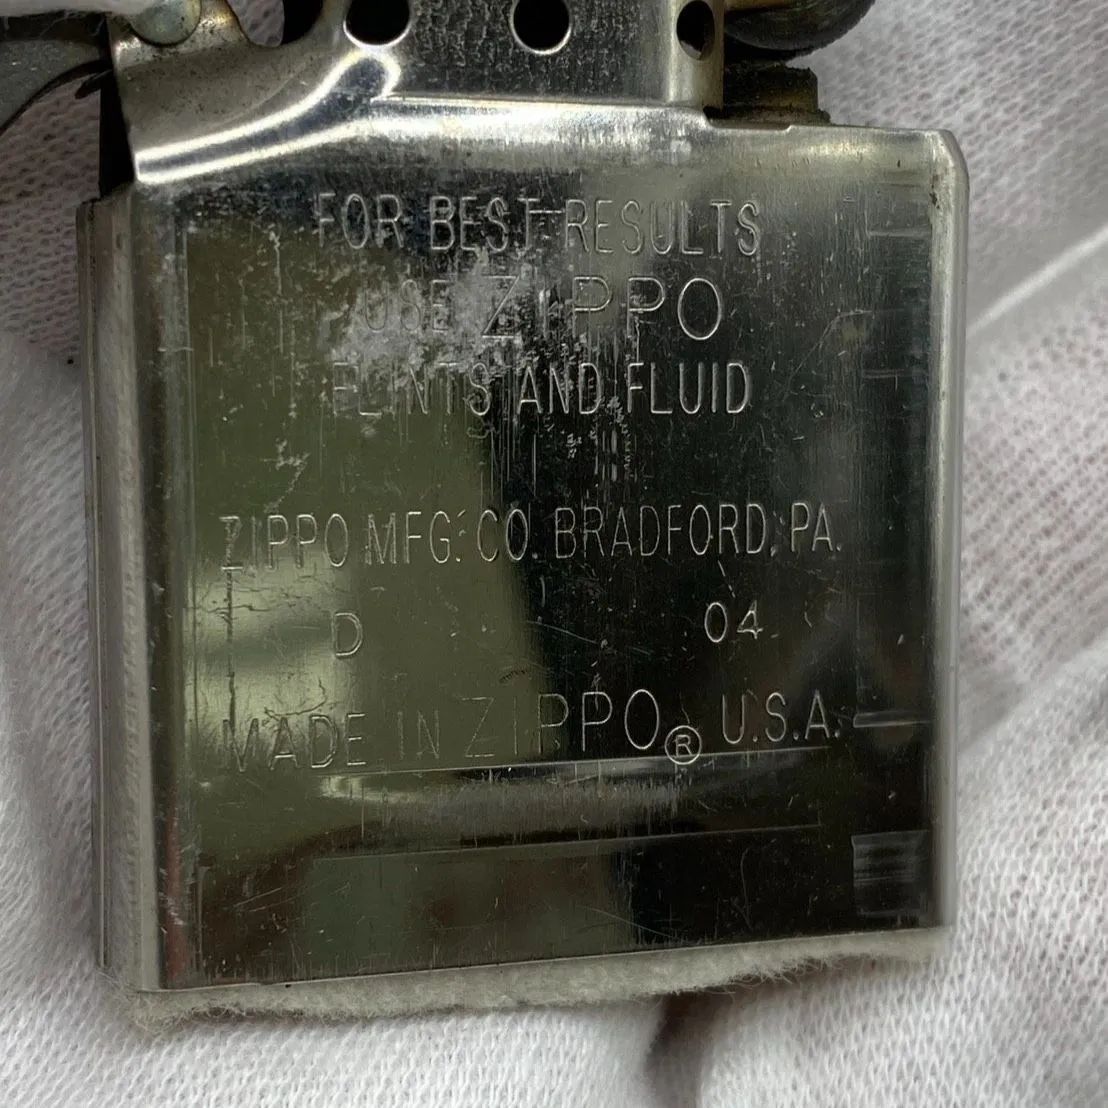 FOR BEST RESULTS
USE ZIPPO
FLINTS AND FLUID
ZIPPO MFG. CO. BRADFORD, PA.
D 04
MADE IN ZIPPO® U.S.A.